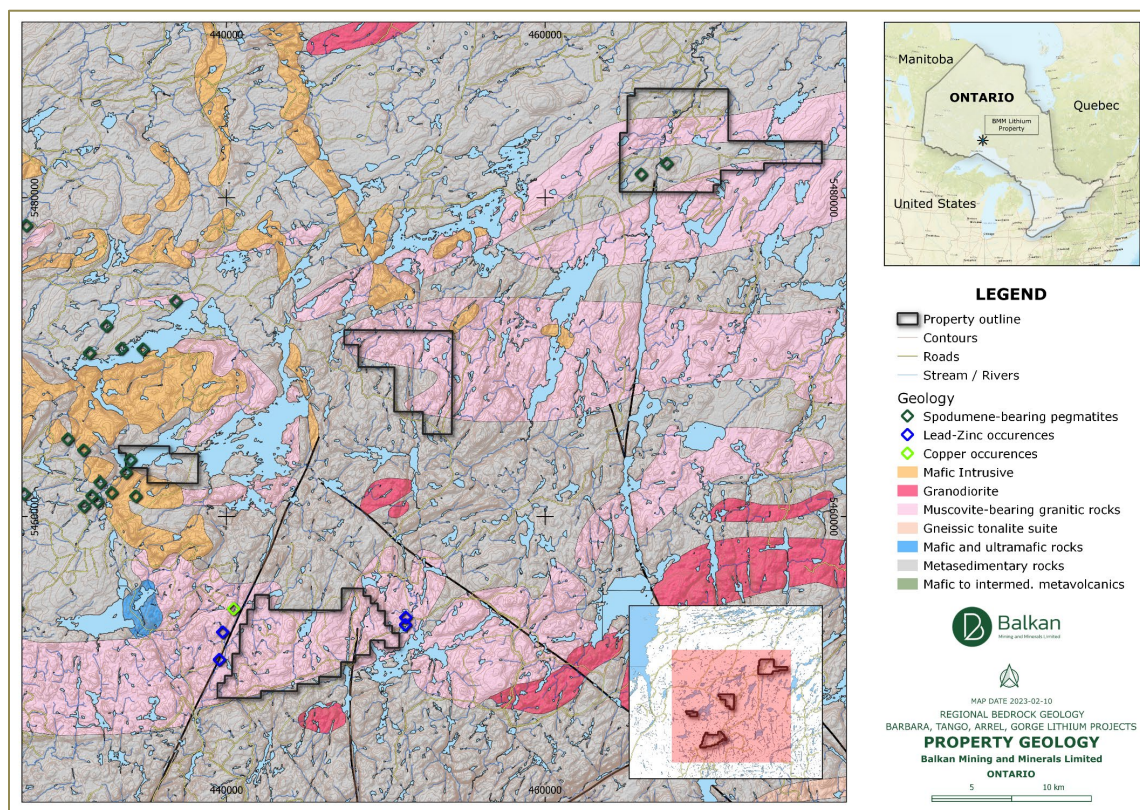 440000
460000
5480000
5480000
5460000
5460000
440000
460000
Manitoba
ONTARIO
Quebec
BMM Lithium
Property
United States
LEGEND
Property outline
Contours
Roads
Stream / Rivers
Geology
Spodumene-bearing pegmatites
Lead-Zinc occurences
Copper occurences
Mafic Intrusive
Granodiorite
Muscovite-bearing granitic rocks
Gneissic tonalite suite
Mafic and ultramafic rocks
Metasedimentary rocks
Mafic to intermed. metavolcanics
Balkan
Mining and Minerals Limited
MAP DATE 2023-02-10
REGIONAL BEDROCK GEOLOGY
BARBARA, TANGO, ARREL, GORGE LITHIUM PROJECTS
PROPERTY GEOLOGY
Balkan Mining and Minerals Limited
ONTARIO
5 10 km